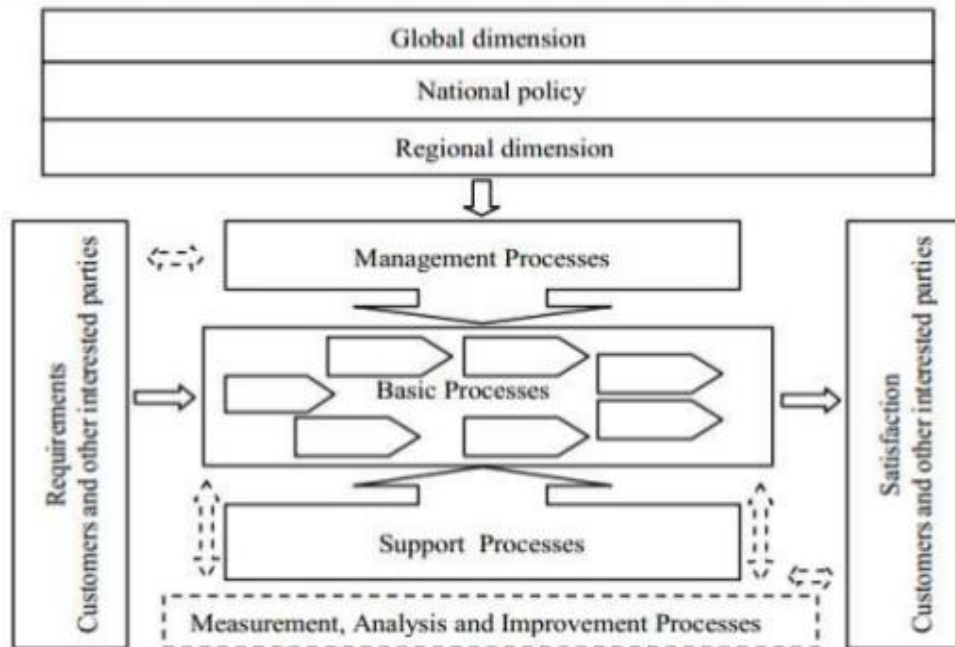 Global dimension
National policy
Regional dimension
Requirements
Customers and other interested parties
Management Processes
Basic Processes
Support Processes
Measurement, Analysis and Improvement Processes
Satisfaction
Customers and other interested parties